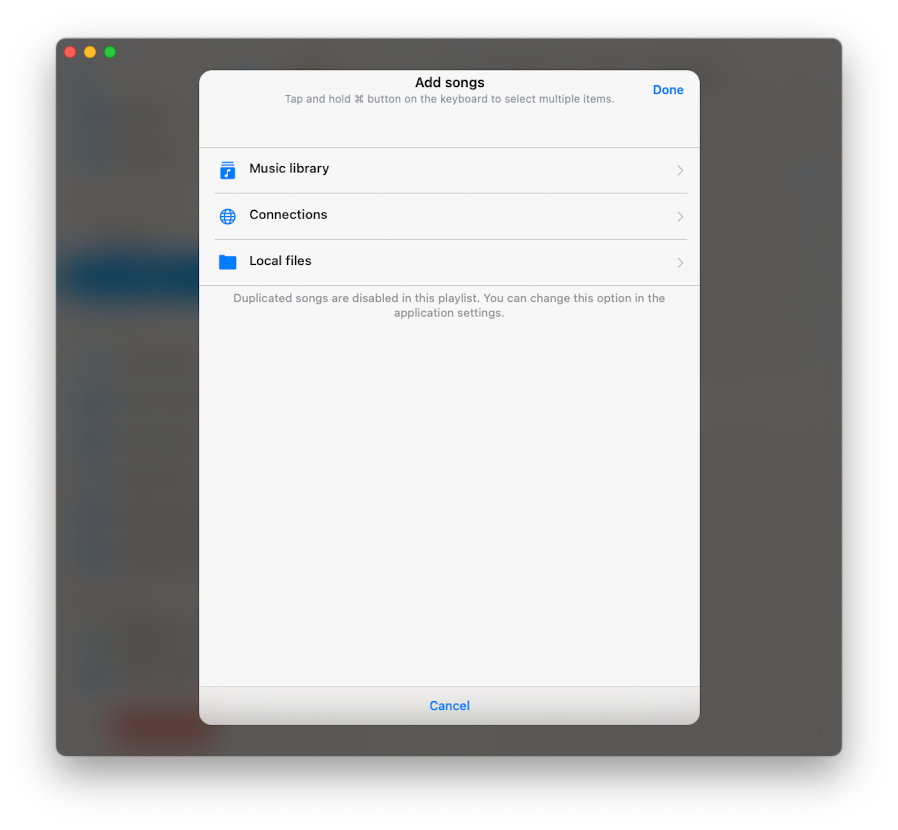 Add songs
Tap and hold ⌘ button on the keyboard to select multiple items.
Done
Music library
Connections
Local files
Duplicated songs are disabled in this playlist. You can change this option in the
application settings.
Cancel